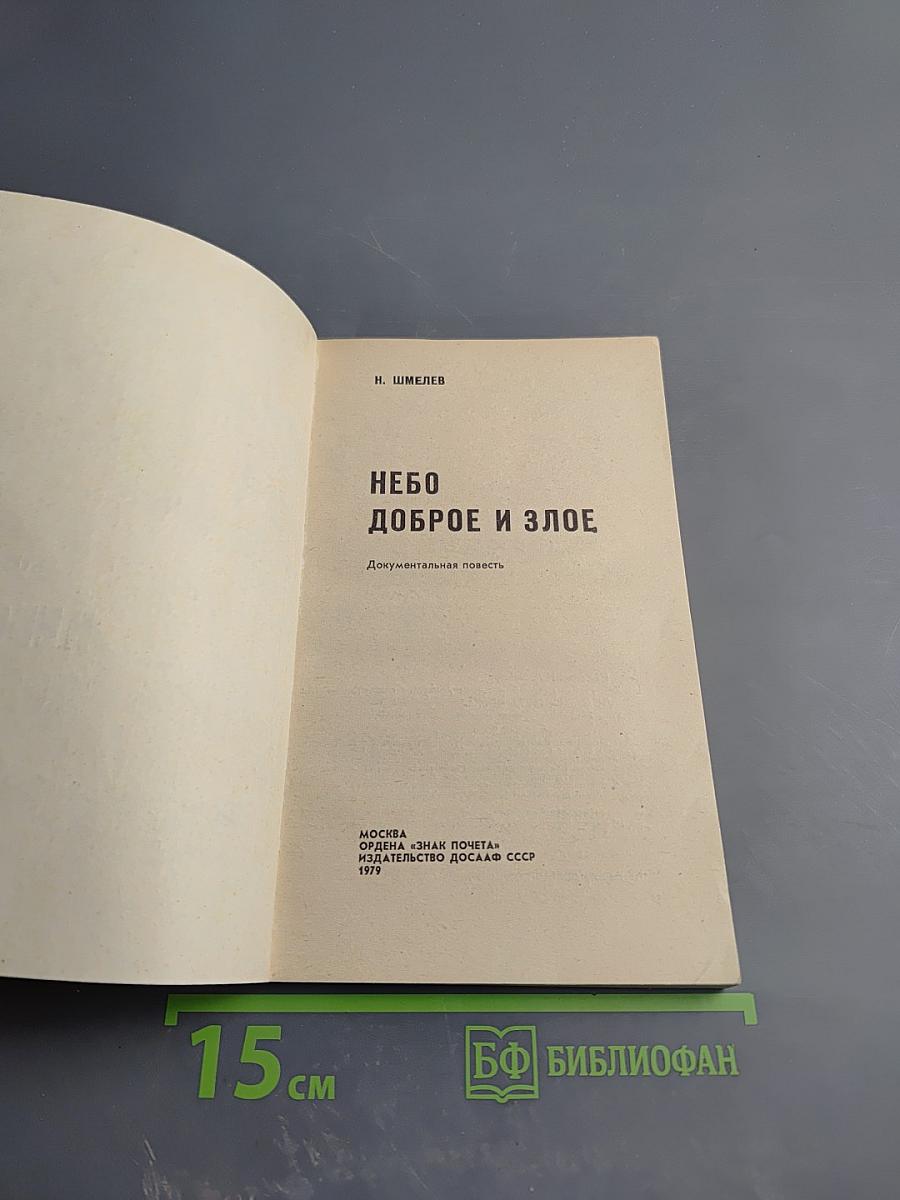 Н. ШМЕЛЕВ
НЕБО
ДОБРОЕ И ЗЛОЕ
Документальная повесть
МОСКВА
ОРДЕНА «ЗНАК ПОЧЕТА»
ИЗДАТЕЛЬСТВО ДОСААФ СССР
1979
15 см
БФ БИБЛИОФАН